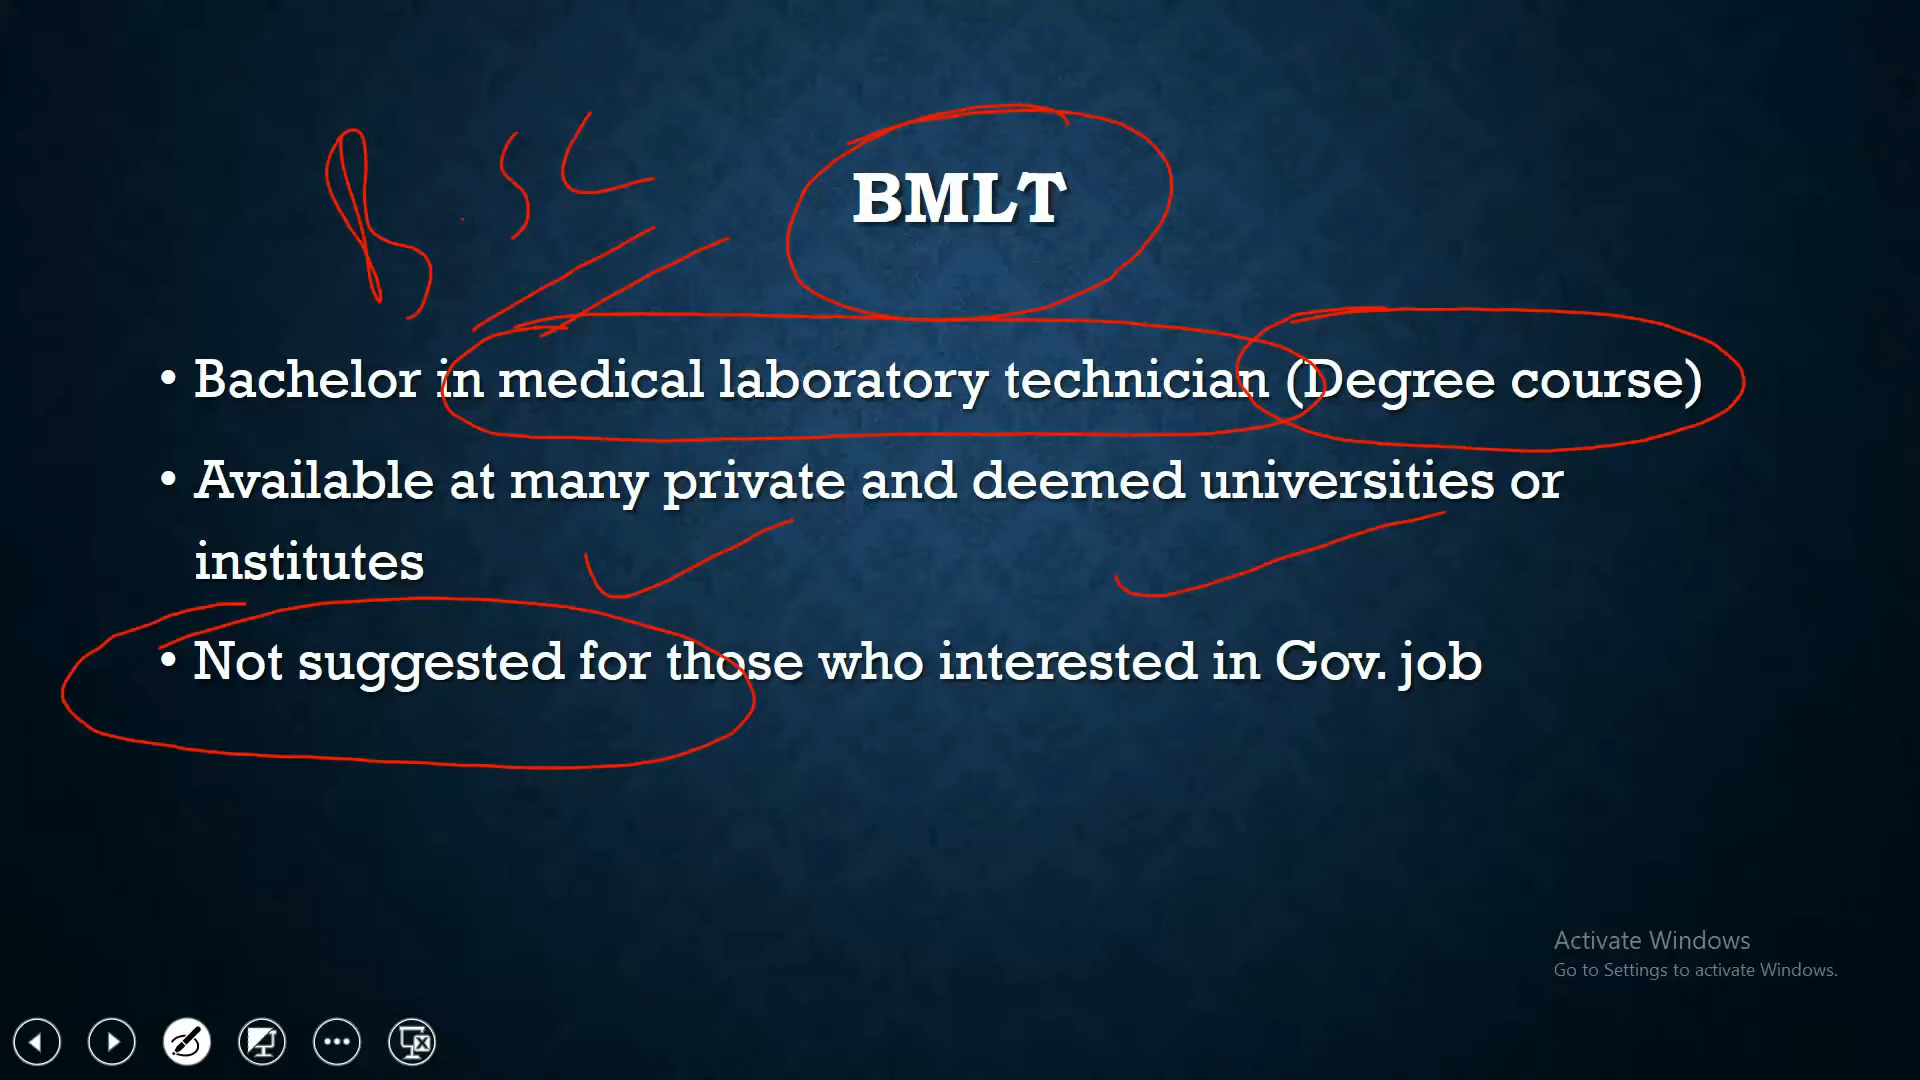 B.Sc
BMLT
• Bachelor in medical laboratory technician (Degree course)
• Available at many private and deemed universities or
institutes
• Not suggested for those who interested in Gov. job
Activate Windows
Go to Settings to activate Windows.